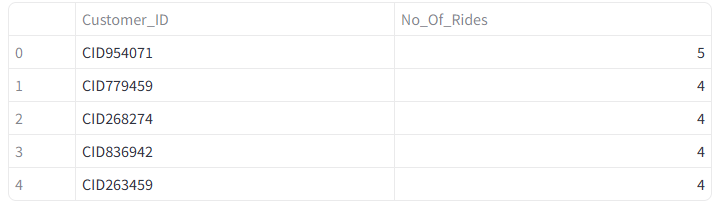 Customer_ID No_Of_Rides
0 CID954071 5
1 CID779459 4
2 CID268274 4
3 CID836942 4
4 CID263459 4